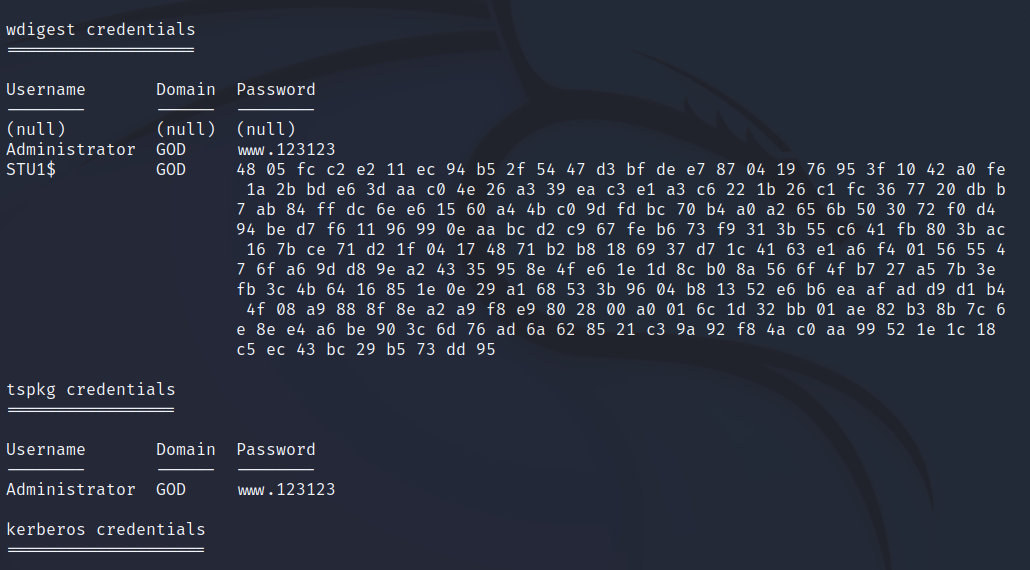 wdigest credentials
===================
Username Domain Password
-------- ------ --------
(null) (null) (null)
Administrator GOD www.123123
STU1$ GOD 48 05 fc c2 e2 11 ec 94 b5 2f 54 47 d3 bf de e7 87 04 19 76 95 3f 10 42 a0 fe
1a 2b bd e6 3d aa c0 4e 26 a3 39 ea c3 e1 a3 c6 22 1b 26 c1 fc 36 77 20 db b
7 ab 84 ff dc 6e e6 15 60 a4 4b c0 9d fd bc 70 b4 a0 a2 65 6b 50 30 72 f0 d4
94 be d7 f6 11 96 99 0e aa bc d2 c9 67 fe b6 73 f9 31 3b 55 c6 41 fb 80 3b ac
16 7b ce 71 d2 1f 04 17 48 71 b2 b8 18 69 37 d7 1c 41 63 e1 a6 f4 01 56 55 4
7 6f a6 9d d8 9e a2 43 35 95 8e 4f e6 1e 1d 8c b0 8a 56 6f 4f b7 27 a5 7b 3e
fb 3c 4b 64 16 85 1e 0e 29 a1 68 53 3b 96 04 b8 13 52 e6 b6 ea af ad d9 d1 b4
4f 08 a9 88 8f 8e a2 a9 f8 e9 80 28 00 a0 01 6c 1d 32 bb 01 ae 82 b3 8b 7c 6
e 8e e4 a6 be 90 3c 6d 76 ad 6a 62 85 21 c3 9a 92 f8 4a c0 aa 99 52 1e 1c 18
c5 ec 43 bc 29 b5 73 dd 95
tspkg credentials
=================
Username Domain Password
-------- ------ --------
Administrator GOD www.123123
kerberos credentials
====================